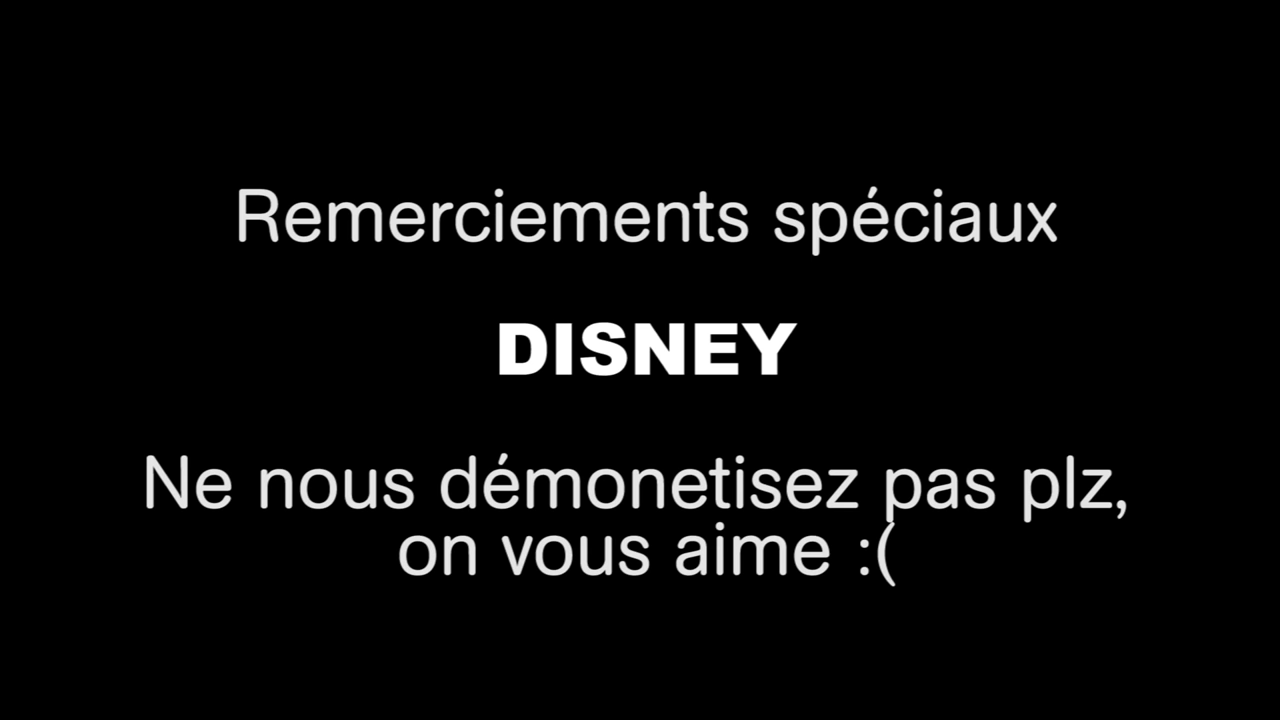 Remerciements spéciaux
DISNEY
Ne nous démonetisez pas plz,
on vous aime :(